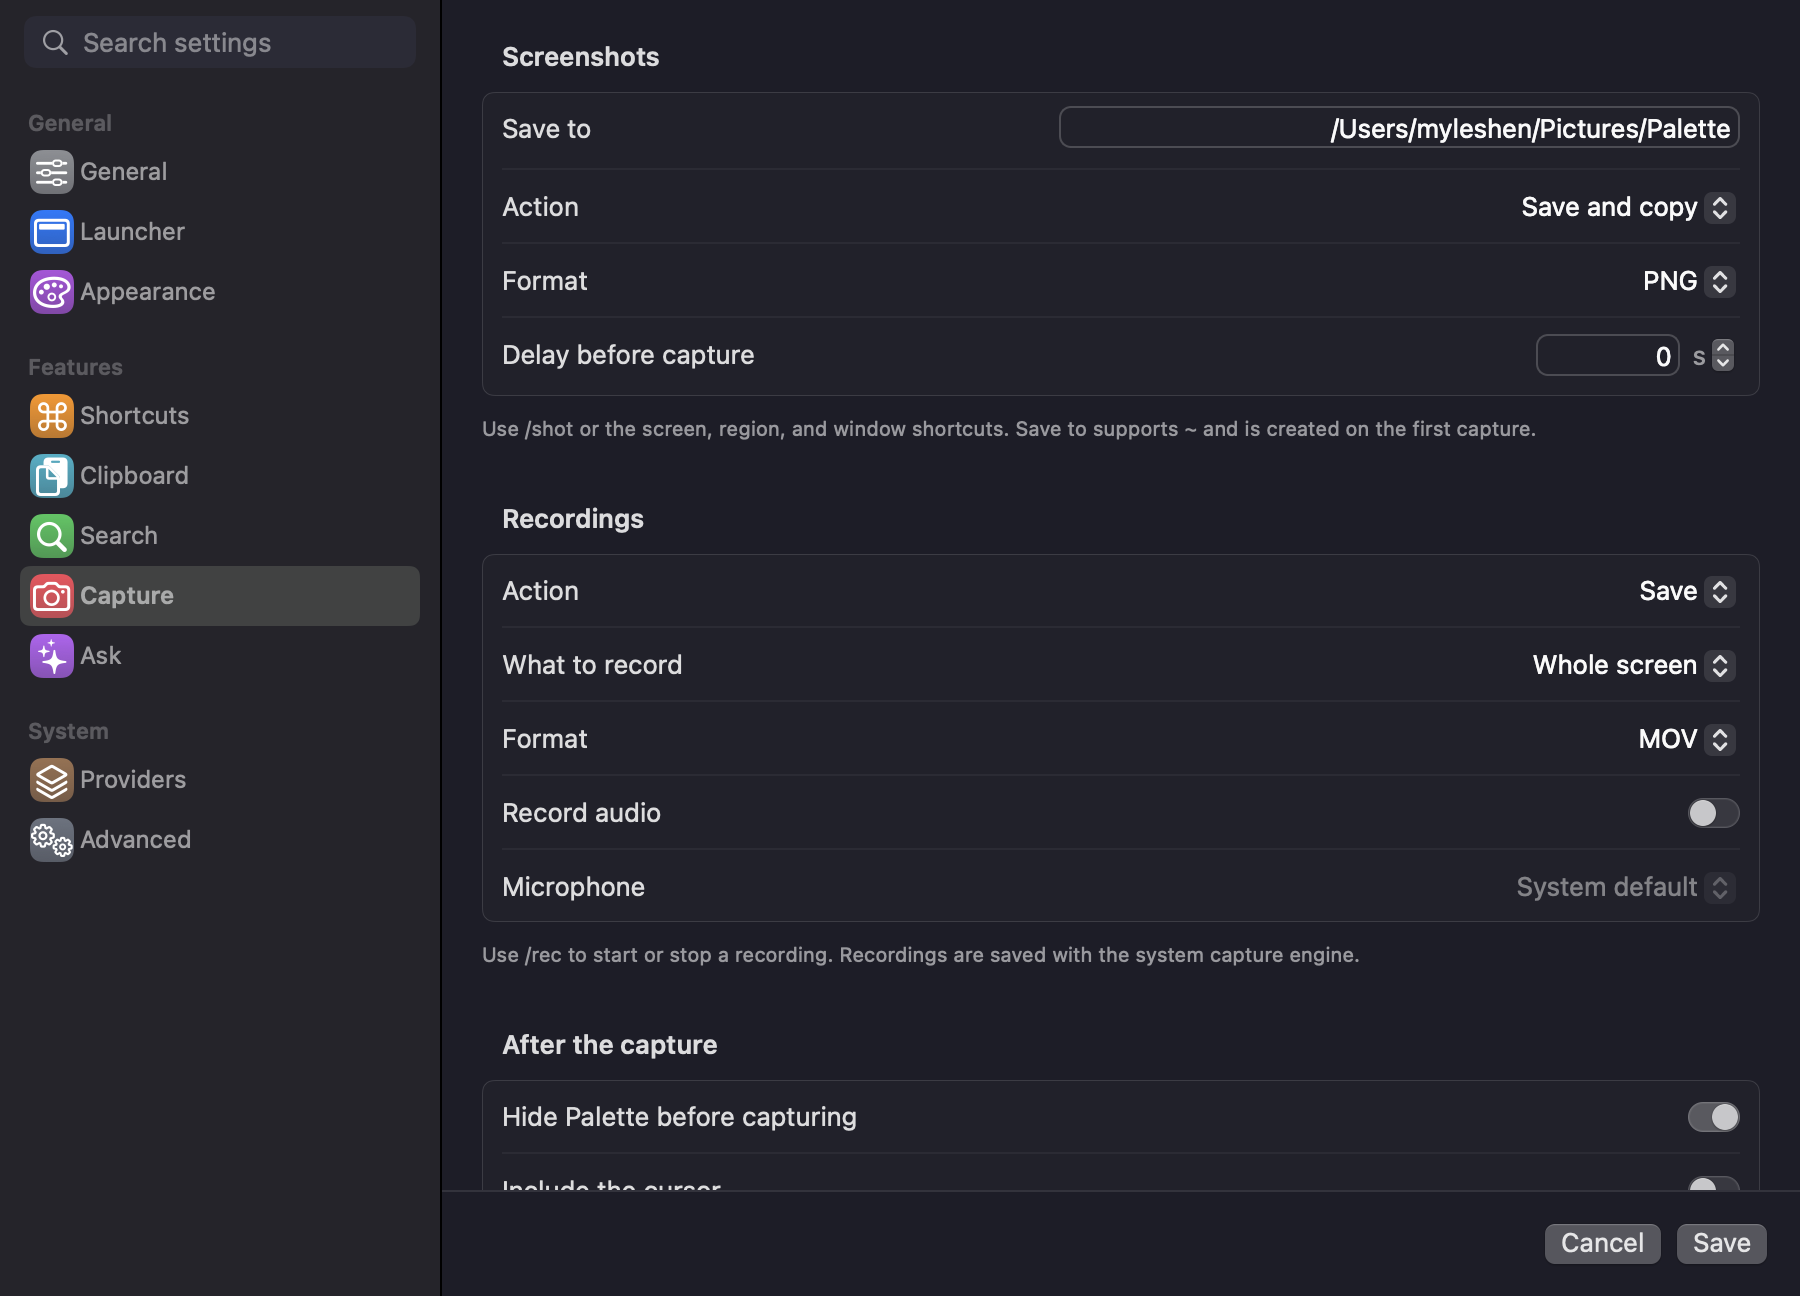 Search settings
General
General
Launcher
Appearance
Features
Shortcuts
Clipboard
Search
Capture
Ask
System
Providers
Advanced
Screenshots
Save to /Users/myleshen/Pictures/Palette
Action Save and copy
Format PNG
Delay before capture 0 s
Use /shot or the screen, region, and window shortcuts. Save to supports ~ and is created on the first capture.
Recordings
Action Save
What to record Whole screen
Format MOV
Record audio
Microphone System default
Use /rec to start or stop a recording. Recordings are saved with the system capture engine.
After the capture
Hide Palette before capturing
Include the cursor
Cancel Save